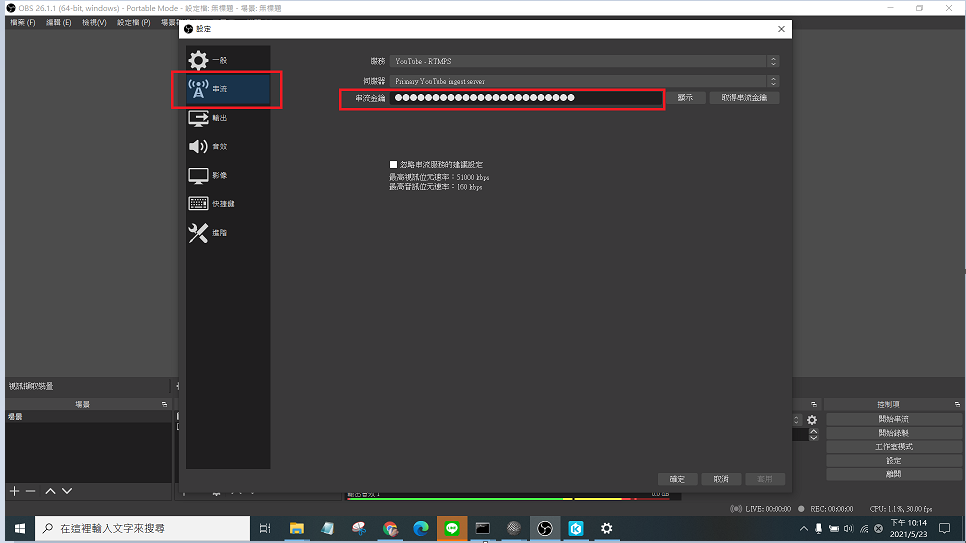 OBS 26.1.1 (64-bit, windows) - Portable Mode - 設定檔: 無標題 - 場景: 無標題
檔案 (F) 編輯 (E) 檢視(V) 設定檔 (P)
設定
一般
串流
輸出
音效
影像
快捷鍵
進階
服務 YouTube - RTMPS
伺服器 Primary YouTube ingest server
串流金鑰 ●●●●●●●●●●●●●●●●●●●●●●●● 顯示 取得串流金鑰
忽略串流服務的建議設定
最高視訊位元速率：51000 kbps
最高音訊位元速率：160 kbps
確定 取消 套用
視訊擷取裝置
場景
場景
控制項
開始串流
開始錄製
工作室模式
設定
離開
輸出音效 1 0.0 dB
LIVE: 00:00:00 REC: 00:00:00 CPU: 1.1%, 30.00 fps
在這裡輸入文字來搜尋
下午 10:14
2021/5/23